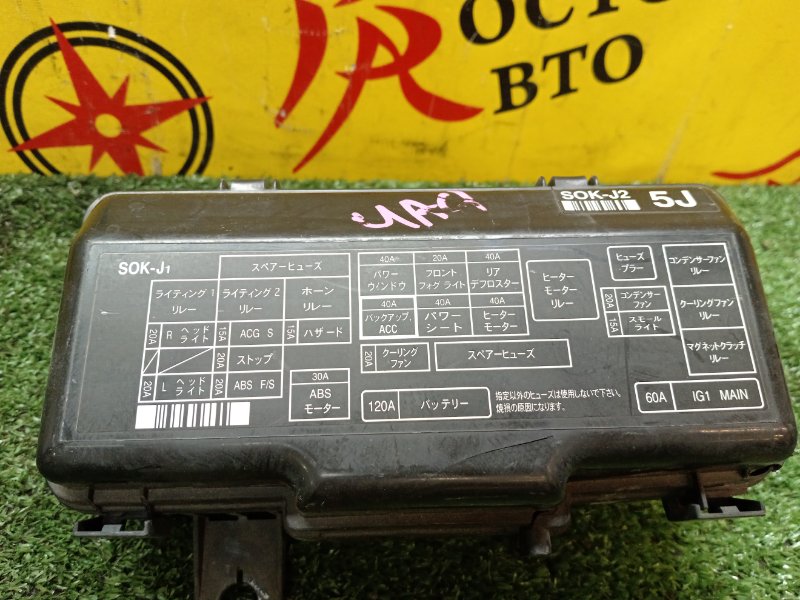 ВОСТО
АВТО
SOK-J2
5J
SOK-J1
スペアーヒューズ
ライティング 1
リレー
ライティング 2
リレー
ホーン
リレー
20A
R ヘッド
ライト
15A
ACG S
15A
ハザード
20A
ストップ
20A
L ヘッド
ライト
20A
ABS F/S
30A
ABS
モーター
40A
パワー
ウィンドウ
20A
フロント
フォグ ライト
40A
リア
デフロスター
40A
バックアップ,
ACC
40A
パワー
シート
40A
ヒーター
モーター
20A
クーリング
ファン
スペアーヒューズ
120A
バッテリー
ヒーター
モーター
リレー
ヒューズ
プラー
20A
コンデンサー
ファン
15A
スモール
ライト
コンデンサーファン
リレー
クーリングファン
リレー
マグネットクラッチ
リレー
指定以外のヒューズは使用しないで下さい。
焼損の原因になります。
60A
IG1 MAIN